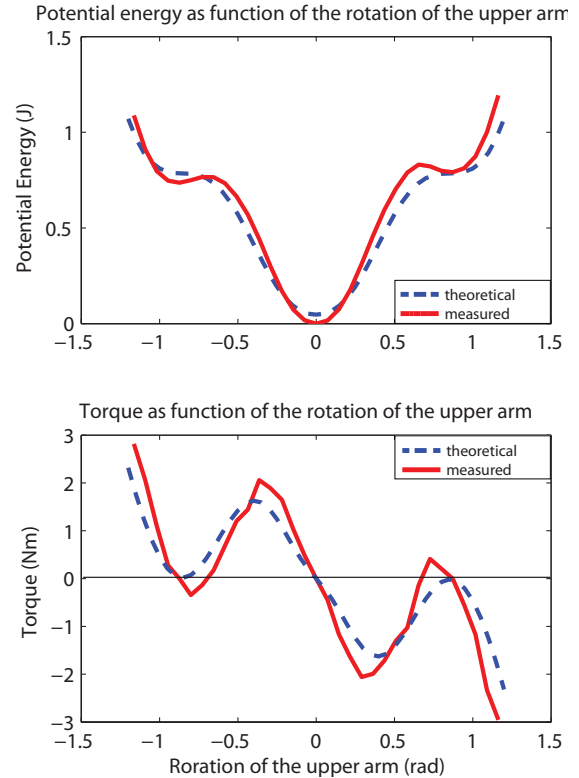 Potential energy as function of the rotation of the upper arm
1.5
1
0.5
0
Potential Energy (J)
theoretical
measured
−1.5 −1 −0.5 0 0.5 1 1.5
Torque as function of the rotation of the upper arm
3
2
1
0
−1
−2
−3
Torque (Nm)
theoretical
measured
−1.5 −1 −0.5 0 0.5 1 1.5
Roration of the upper arm (rad)